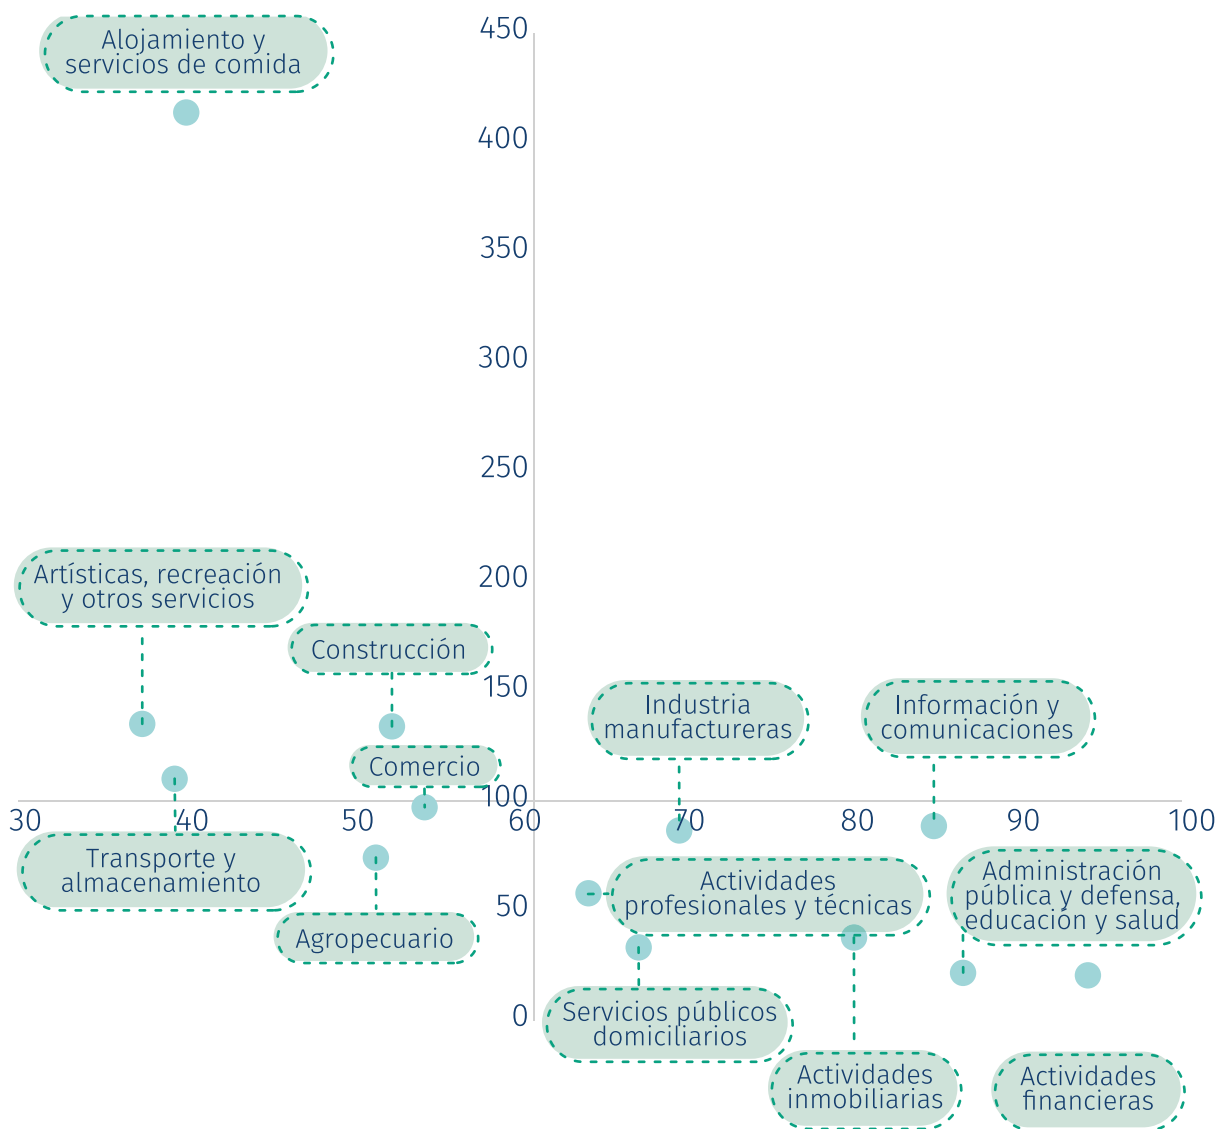 Alojamiento y
servicios de comida
450
400
350
300
250
200
150
100
50
0
Artísticas, recreación
y otros servicios
Construcción
Comercio
Industria
manufactureras
Información y
comunicaciones
30 40 50 60 70 80 90 100
Transporte y
almacenamiento
Agropecuario
Actividades
profesionales y técnicas
Administración
pública y defensa,
educación y salud
Servicios públicos
domiciliarios
Actividades
inmobiliarias
Actividades
financieras